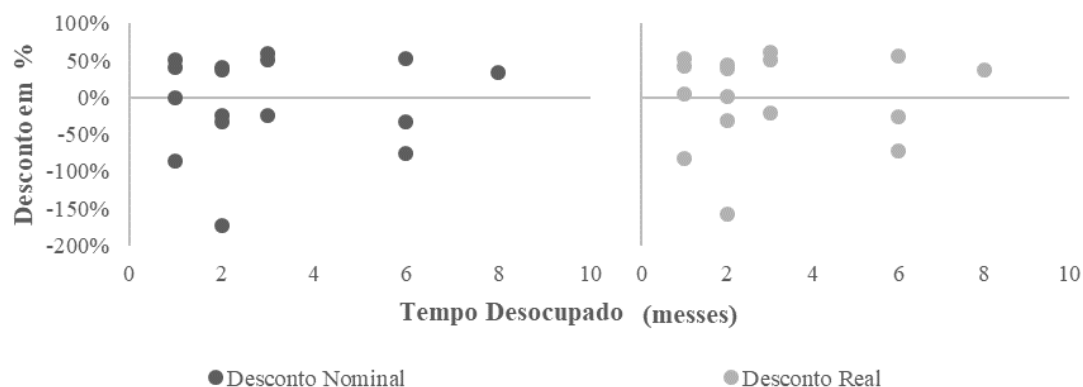 100%
50%
0%
-50%
-100%
-150%
-200%
Desconto em %
0 2 4 6 8 10 0 2 4 6 8 10
Tempo Desocupado (messes)
Desconto Nominal Desconto Real